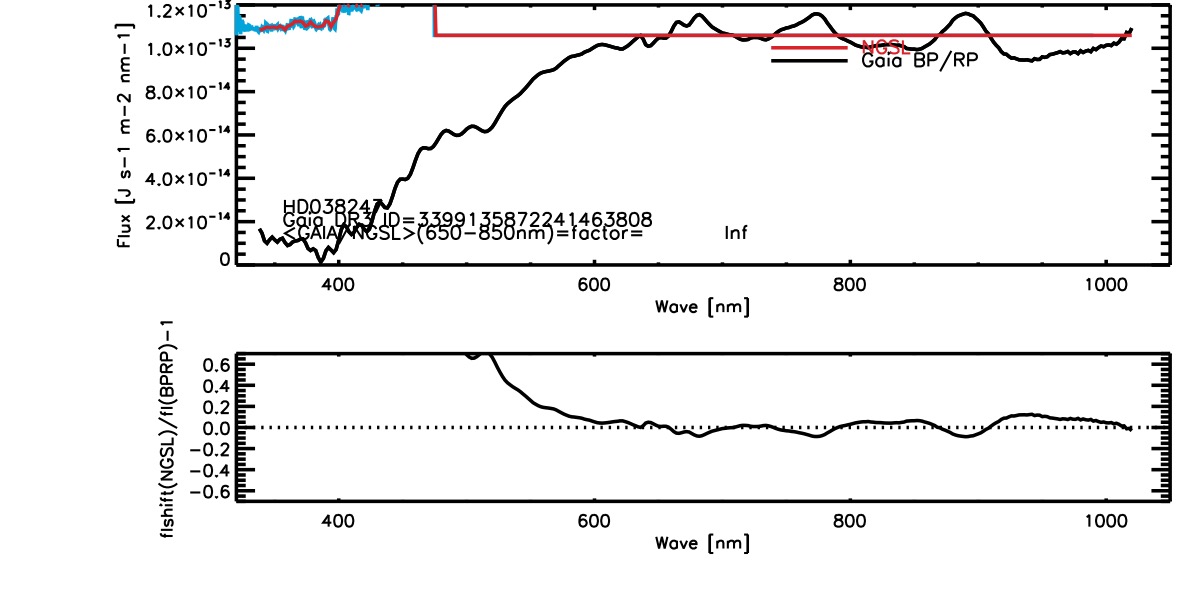 1.2×10−13
1.0×10−13
8.0×10−14
6.0×10−14
4.0×10−14
2.0×10−14
0
Flux [J s−1 m−2 nm−1]
NGSL
Gaia BP/RP
HD038247
Gaia DR3 ID=3399135872241463808
<GAIA/NGSL>(650−850nm)=factor= Inf
400 600 800 1000
Wave [nm]
flshift(NGSL)/fl(BPRP)−1
0.6
0.4
0.2
0.0
−0.2
−0.4
−0.6
400 600 800 1000
Wave [nm]